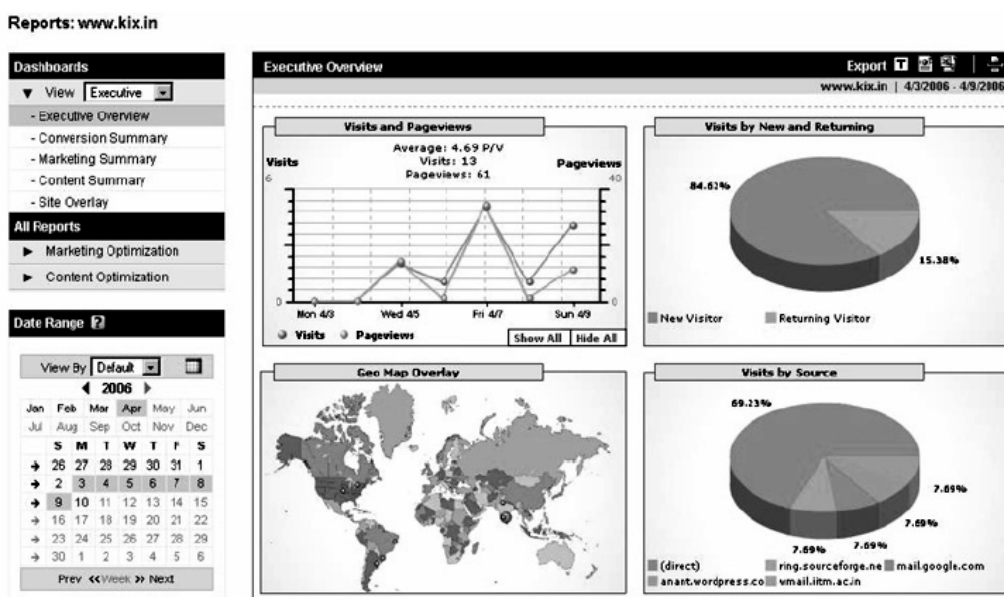 Reports: www.kix.in
Dashboards
View Executive
- Executive Overview
- Conversion Summary
- Marketing Summary
- Content Summary
- Site Overlay
All Reports
Marketing Optimization
Content Optimization
Date Range ?
View By Default
2006
Jan Feb Mar Apr May Jun
Jul Aug Sep Oct Nov Dec
S M T W T F S
26 27 28 29 30 31 1
2 3 4 5 6 7 8
9 10 11 12 13 14 15
16 17 18 19 20 21 22
23 24 25 26 27 28 29
30 1 2 3 4 5 6
Prev <<Week>> Next
Executive Overview Export T
www.kix.in | 4/3/2006 - 4/9/2006
Visits and Pageviews
Average: 4.69 P/V
Visits: 13
Pageviews: 61
Visits Pageviews
6 40
0 0
Mon 4/3 Wed 4/5 Fri 4/7 Sun 4/9
Visits Pageviews
Show All Hide All
Visits by New and Returning
84.62%
15.38%
New Visitor Returning Visitor
Geo Map Overlay
Visits by Source
69.23%
7.69%
7.69%
7.69% 7.69%
(direct) ring.sourceforge.ne mail.google.com
anant.wordpress.co vmail.iitm.ac.in